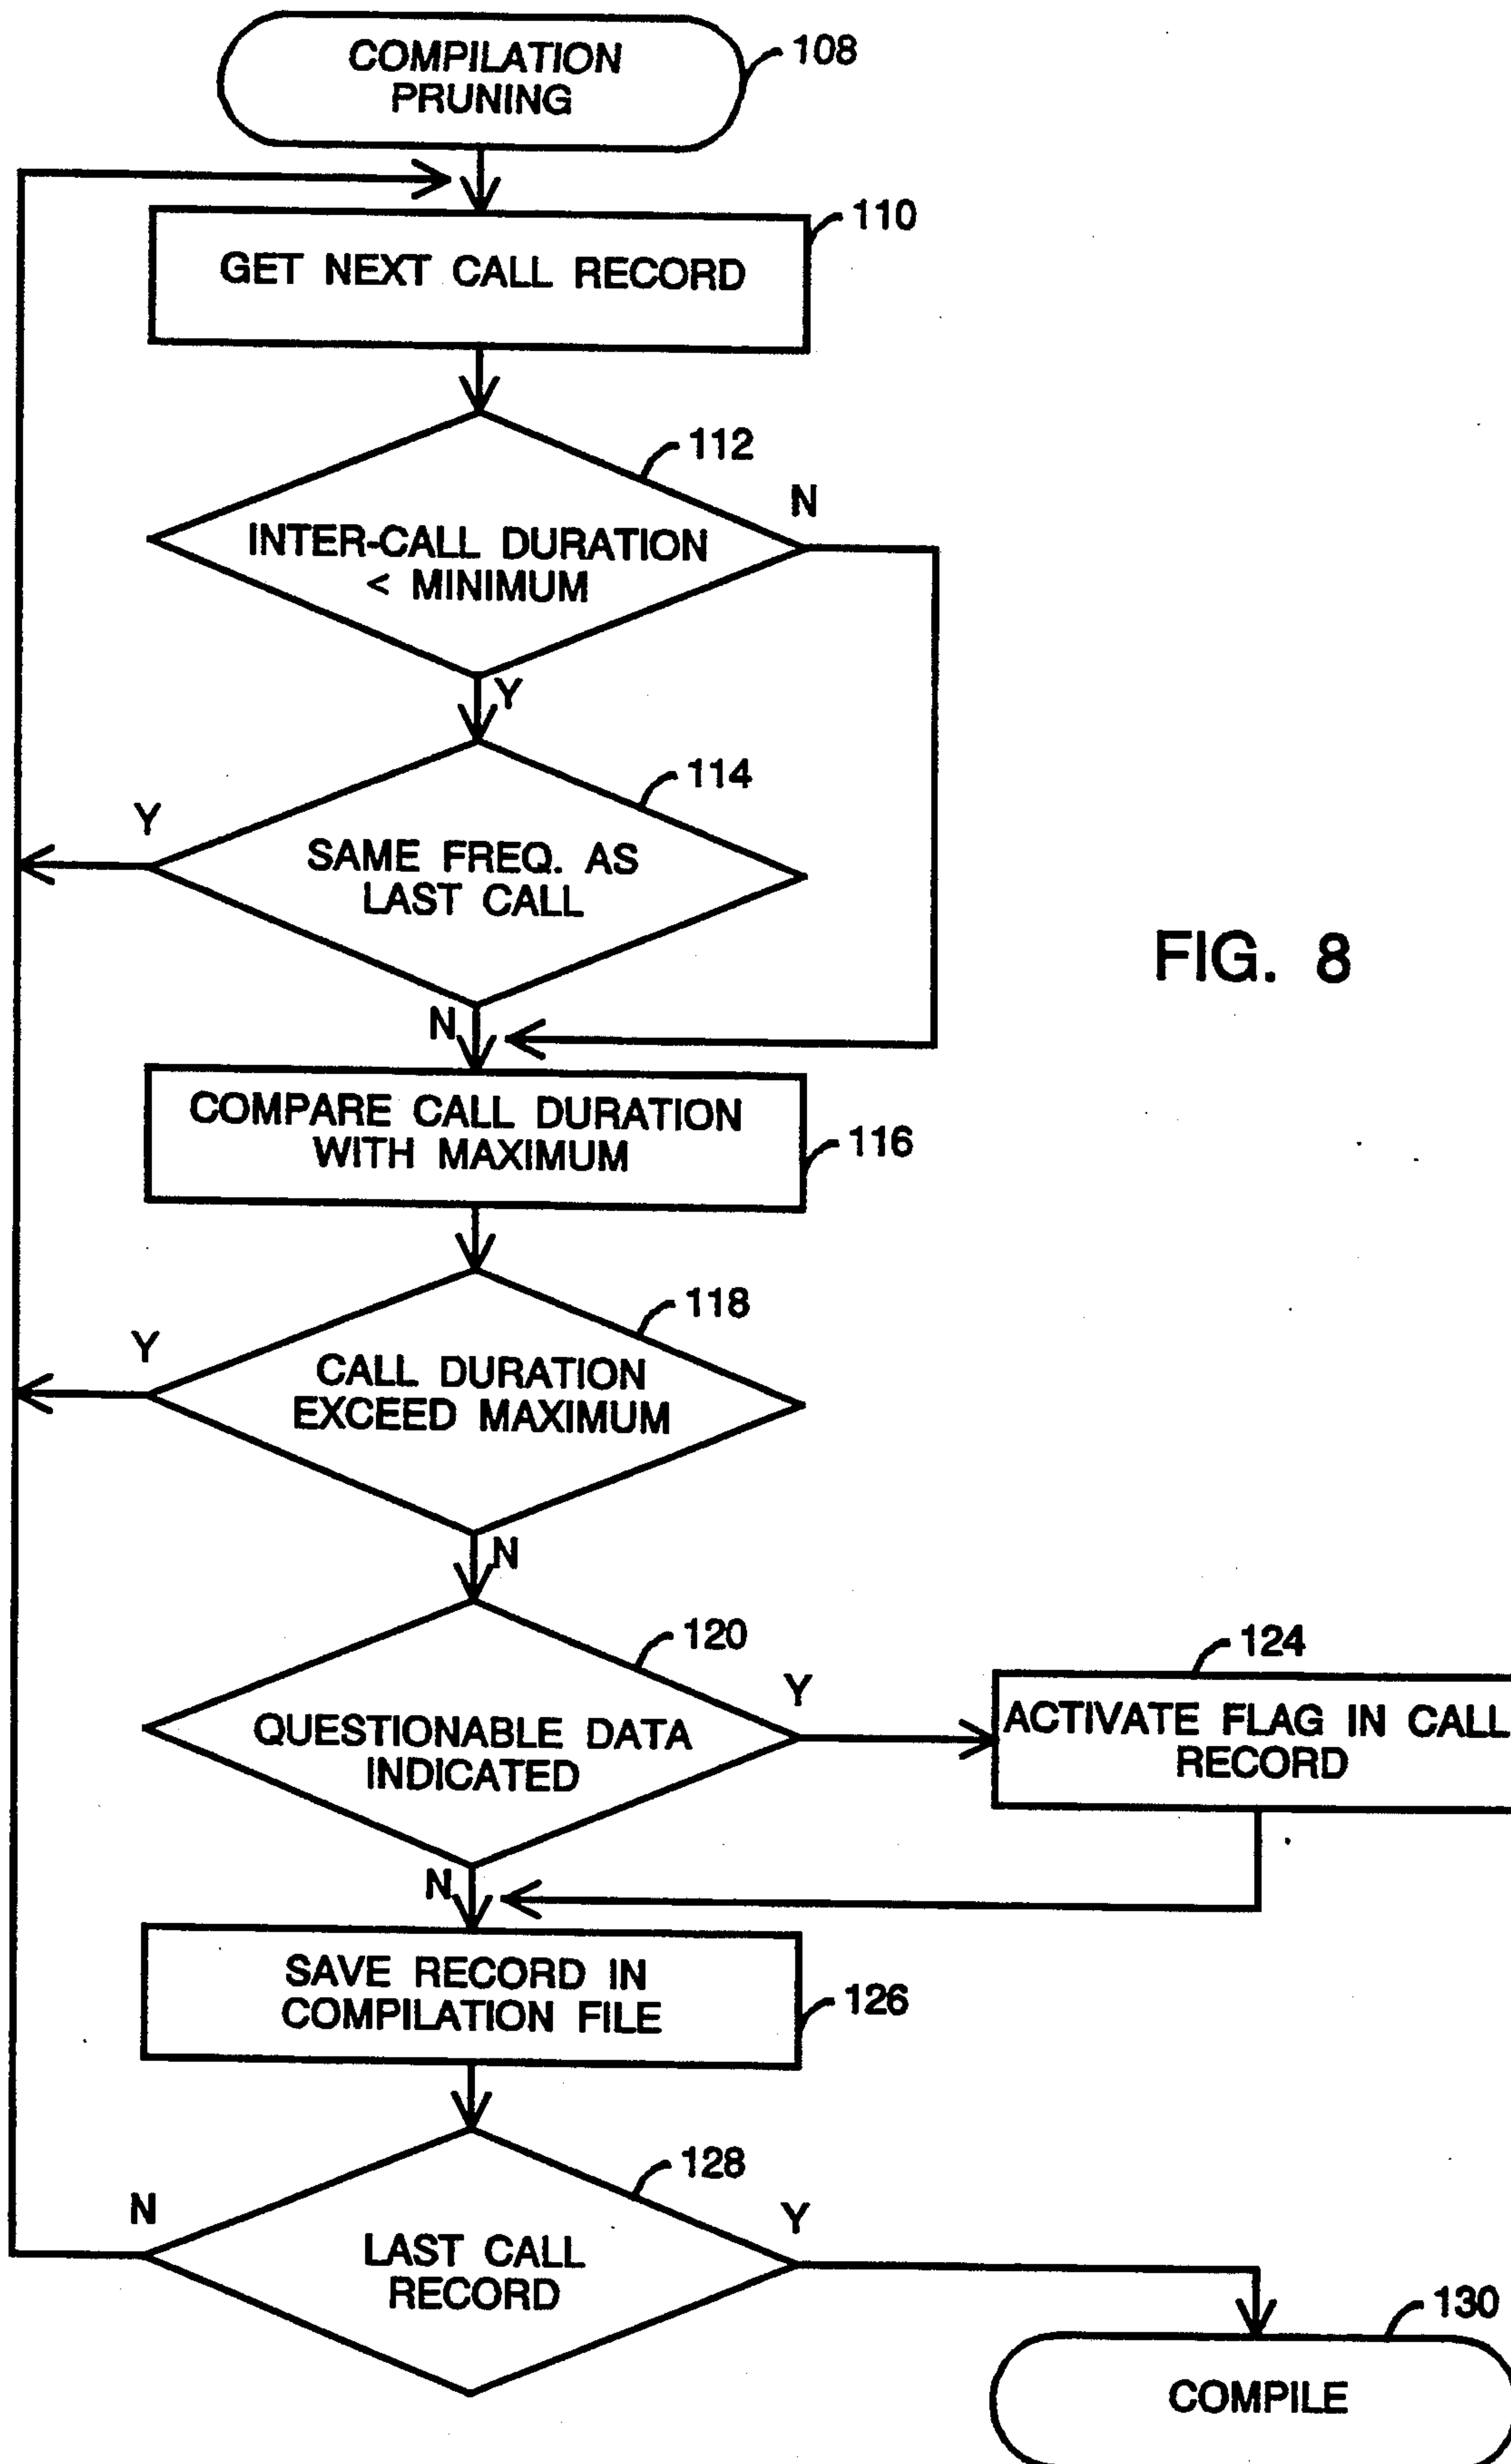 COMPILATION
PRUNING
108
GET NEXT CALL RECORD
110
112
N
INTER-CALL DURATION
< MINIMUM
Y
114
Y
SAME FREQ. AS
LAST CALL
FIG. 8
N
COMPARE CALL DURATION
WITH MAXIMUM
116
118
Y
CALL DURATION
EXCEED MAXIMUM
N
120
Y
QUESTIONABLE DATA
INDICATED
124
ACTIVATE FLAG IN CALL
RECORD
N
SAVE RECORD IN
COMPILATION FILE
126
128
N
Y
LAST CALL
RECORD
130
COMPILE